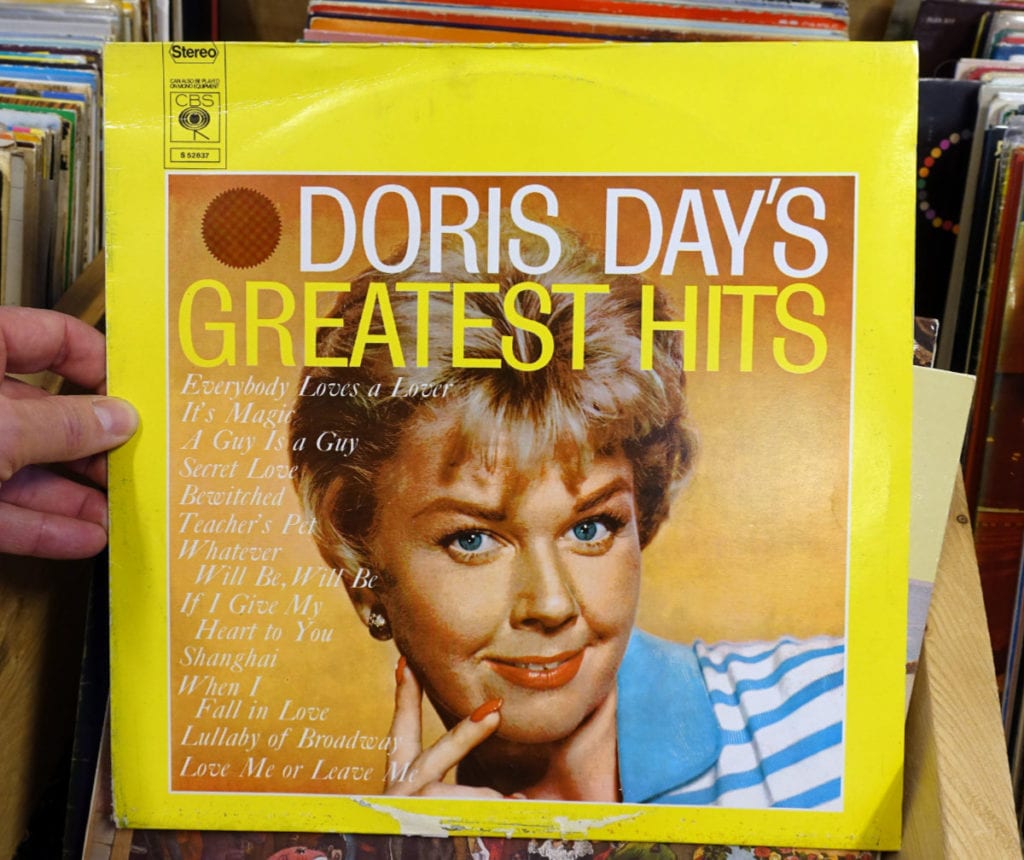 Stereo
CAN ALSO BE PLAYED
ON MONO EQUIPMENT
CBS
S 52637
DORIS DAY'S
GREATEST HITS
Everybody Loves a Lover
It's Magic
A Guy Is a Guy
Secret Love
Bewitched
Teacher's Pet
Whatever
Will Be, Will Be
If I Give My
Heart to You
Shanghai
When I
Fall in Love
Lullaby of Broadway
Love Me or Leave Me